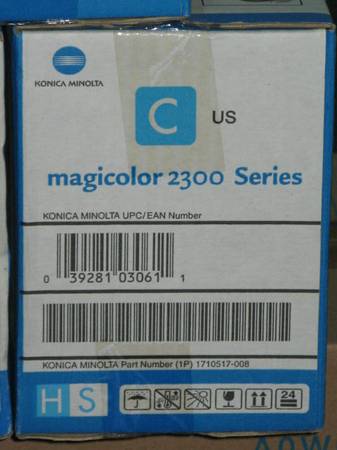 KONICA MINOLTA
C US
magicolor 2300 Series
KONICA MINOLTA UPC/EAN Number
0 39281 03061 1
KONICA MINOLTA Part Number (1P) 1710517-008
H S 24